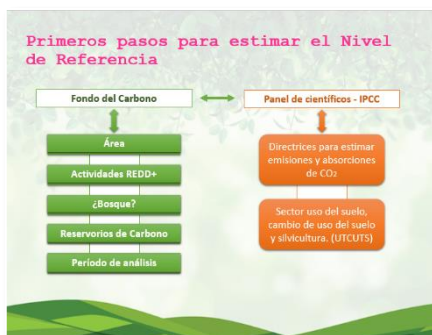 Primeros pasos para estimar el Nivel
de Referencia
Fondo del Carbono
Panel de científicos - IPCC
Área
Actividades REDD+
¿Bosque?
Reservorios de Carbono
Período de análisis
Directrices para estimar
emisiones y absorciones
de CO₂
Sector uso del suelo,
cambio de uso del suelo
y silvicultura. (UTCUTS)